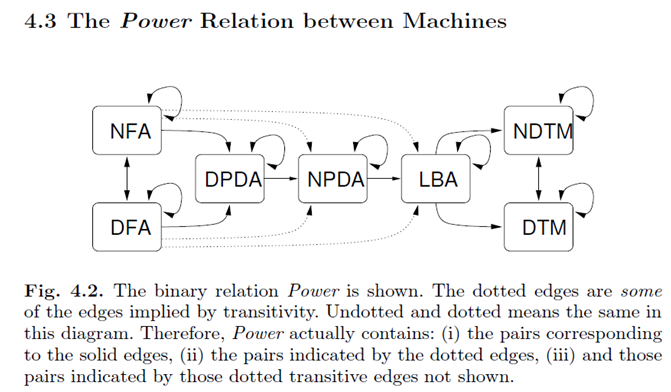 4.3 The Power Relation between Machines
NFA
NDTM
DPDA
NPDA
LBA
DFA
DTM
Fig. 4.2. The binary relation Power is shown. The dotted edges are some
of the edges implied by transitivity. Undotted and dotted means the same in
this diagram. Therefore, Power actually contains: (i) the pairs corresponding
to the solid edges, (ii) the pairs indicated by the dotted edges, (iii) and those
pairs indicated by those dotted transitive edges not shown.